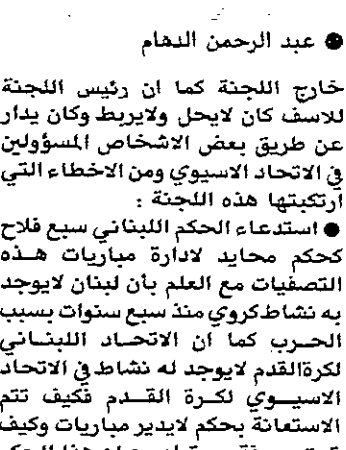 ● عبد الرحمن الدهام
خارج اللجنة كما ان رئيس اللجنة
للاسف كان لايحل ولايربط وكان يدار
عن طريق بعض الاشخاص المسؤولين
في الاتحاد الاسيوي ومن الاخطاء التي
ارتكبتها هذه اللجنة :
● استدعاء الحكم اللبناني سبع فلاح
كحكم محايد لادارة مباريات هذه
التصفيات مع العلم بأن لبنان لايوجد
به نشاط كروي منذ سبع سنوات بسبب
الحرب كما ان الاتحاد اللبناني
لكرةالقدم لايوجد له نشاط في الاتحاد
الاسيوي لكرة القدم فكيف تتم
الاستعانة بحكم لايدير مباريات وكيف